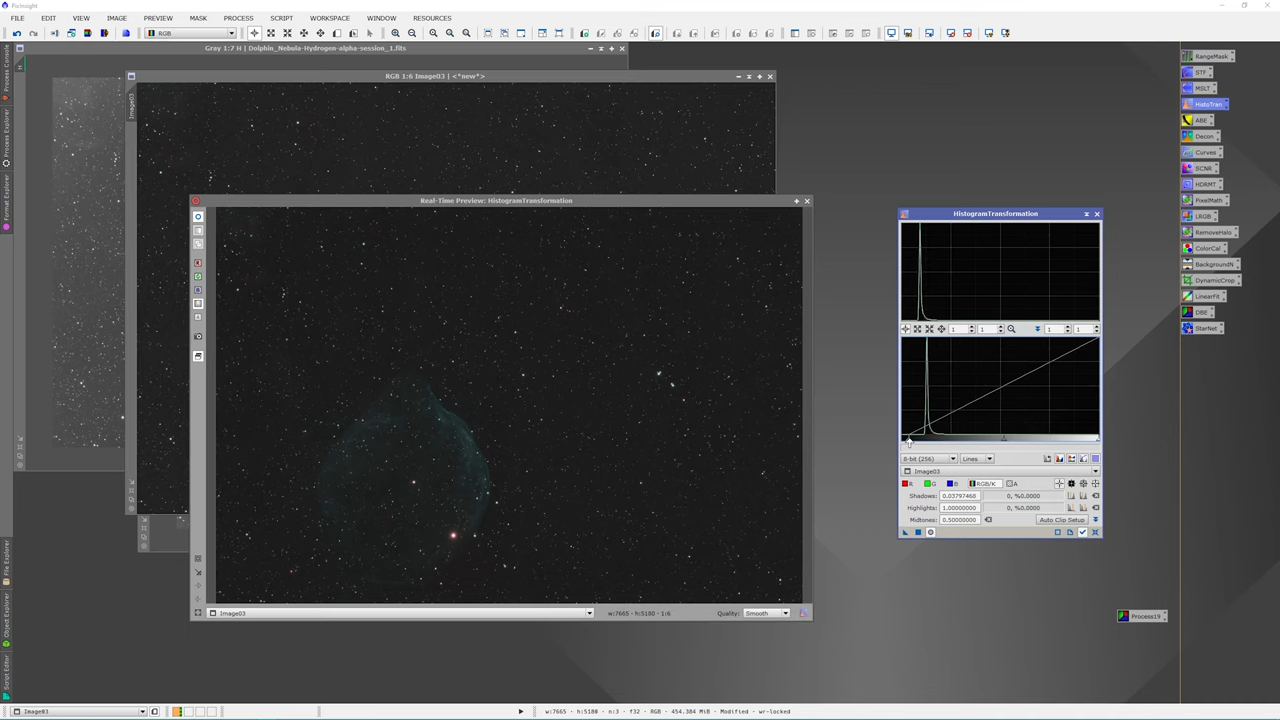 PixInsight
FILE EDIT VIEW IMAGE PREVIEW MASK PROCESS SCRIPT WORKSPACE WINDOW RESOURCES
RGB
Gray 1:7 H | Dolphin_Nebula-Hydrogen-alpha-session_1.fits
RGB 1:6 Image03 | <*new*>
Image03
Real-Time Preview: HistogramTransformation
HistogramTransformation
Process Console
Process Explorer
Format Explorer
File Explorer
Object Explorer
Script Editor
RangeMask
STF
MSLT
HistoTran
ABE
Decon
Curves
SCNR
HDRMT
PixelMath
LRGB
RemoveHalo
ColorCal
BackgroundN
DynamicCrop
LinearFit
DBE
StarNet
1 1 1 1
8-bit (256) Lines
Image03
R G B RGB/K A
Shadows: 0.03797468 0, %0.0000
Highlights: 1.00000000 0, %0.0000
Midtones: 0.50000000 Auto Clip Setup
Image03 w:7665 · h:5180 · 1:6 Quality: Smooth
Process19
Image03 w:7665 · h:5180 · n:3 · f32 · RGB · 454.384 MiB · Modified · wr-locked